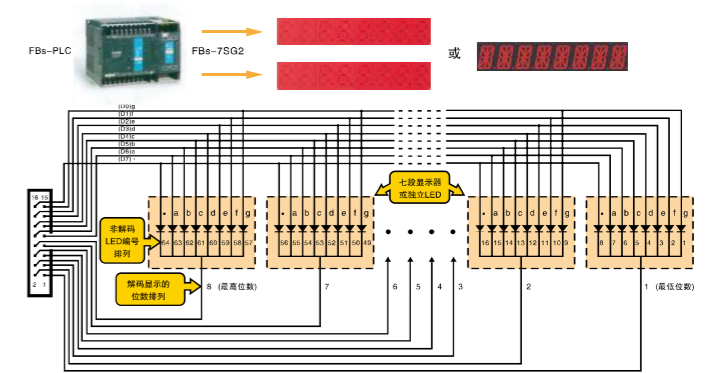 FBs-PLC
FBs-7SG2
或
(D0)g
(D1)f
(D2)e
(D3)d
(D4)c
(D5)b
(D6)a
(D7)·
七段显示器
或独立LED
16 15
• a b c d e f g
• a b c d e f g
• a b c d e f g
• a b c d e f g
非解码
LED编号
排列
64 63 62 61 60 59 58 57
56 55 54 53 52 51 50 49
16 15 14 13 12 11 10 9
8 7 6 5 4 3 2 1
解码显示的
位数排列
8 (最高位数)
7
6
5
4
3
2
1 (最低位数)
2 1